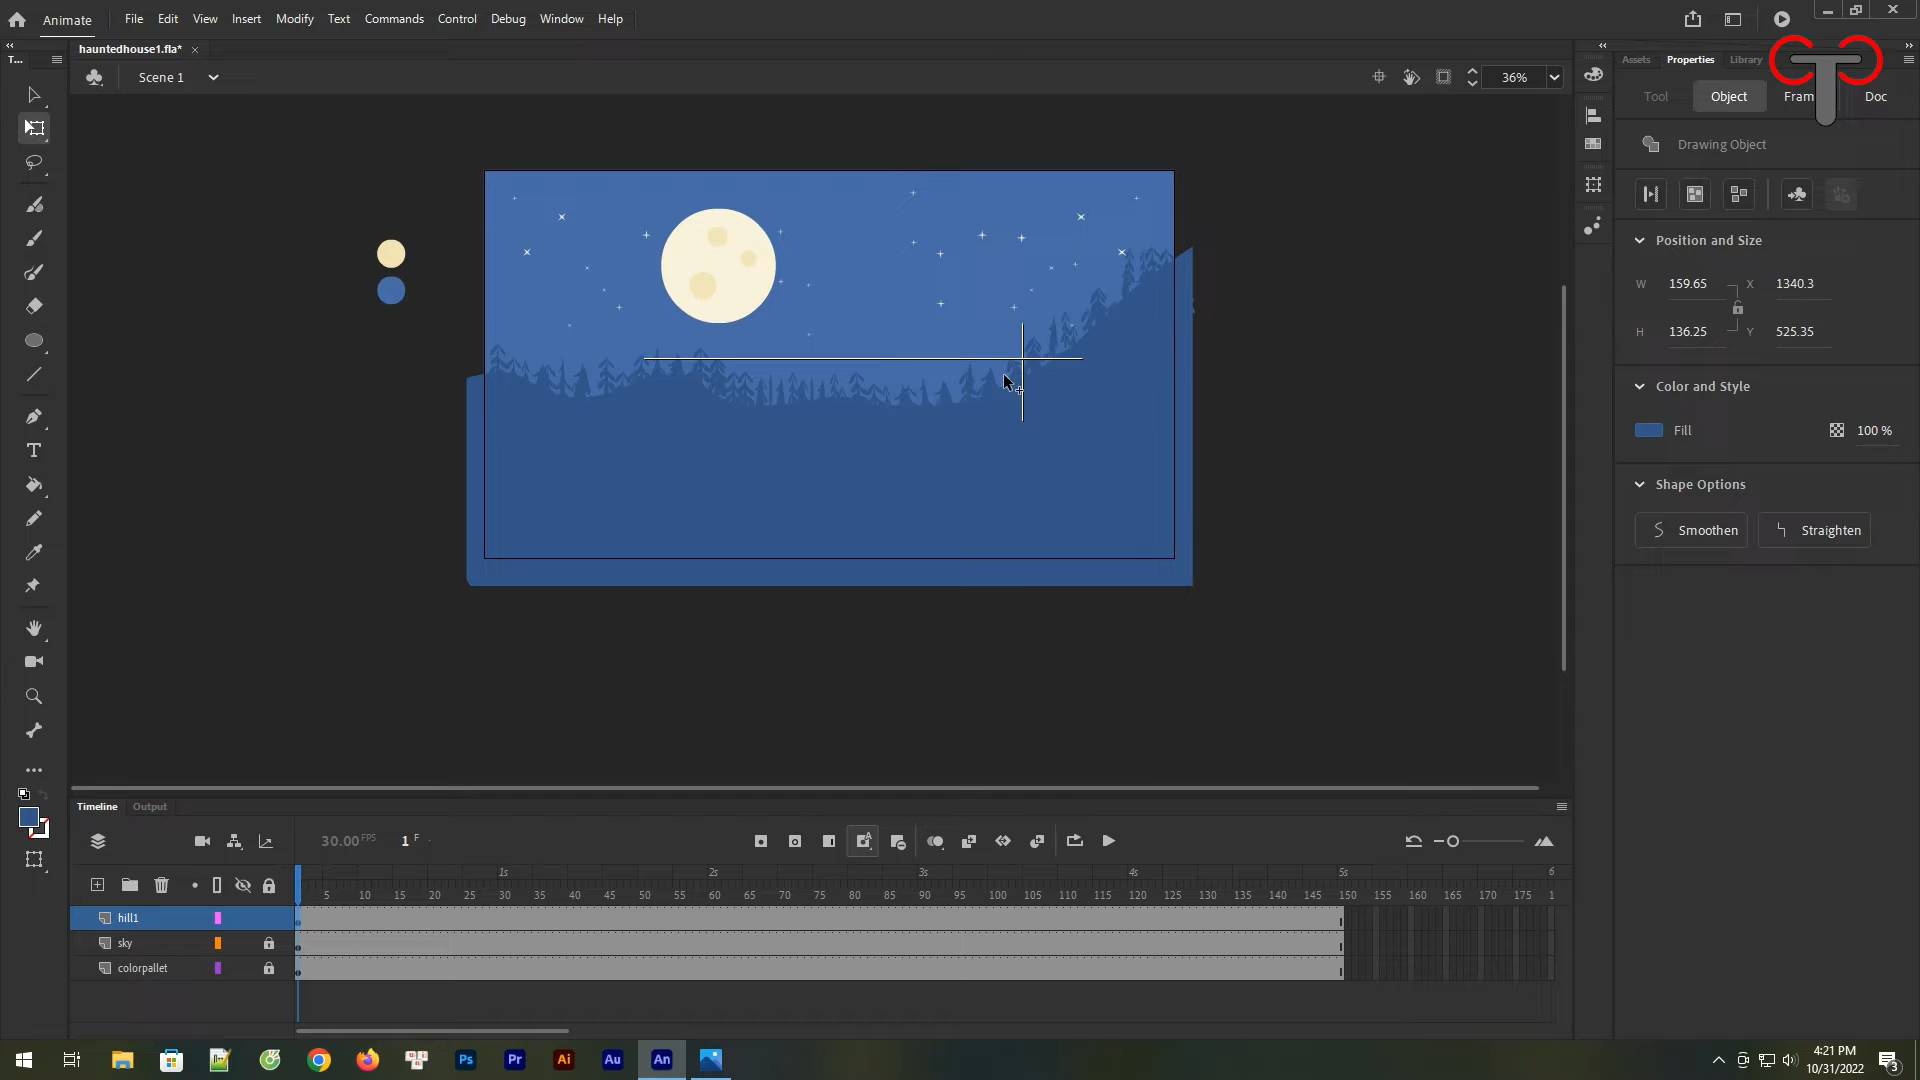 Animate File Edit View Insert Modify Text Commands Control Debug Window Help
T... hauntedhouse1.fla* Assets Properties Library
Scene 1 36%
Tool Object Fram Doc
Drawing Object
Position and Size
W 159.65 X 1340.3
H 136.25 Y 525.35
Color and Style
Fill 100 %
Shape Options
Smoothen Straighten
Timeline Output
30.00 FPS 1 F
1s 2s 3s 4s 5s 6
5 10 15 20 25 30 35 40 45 50 55 60 65 70 75 80 85 90 95 100 105 110 115 120 125 130 135 140 145 150 155 160 165 170 175 1
hill1
sky
colorpallet
Ps Pr Ai Au An
4:21 PM
10/31/2022
3